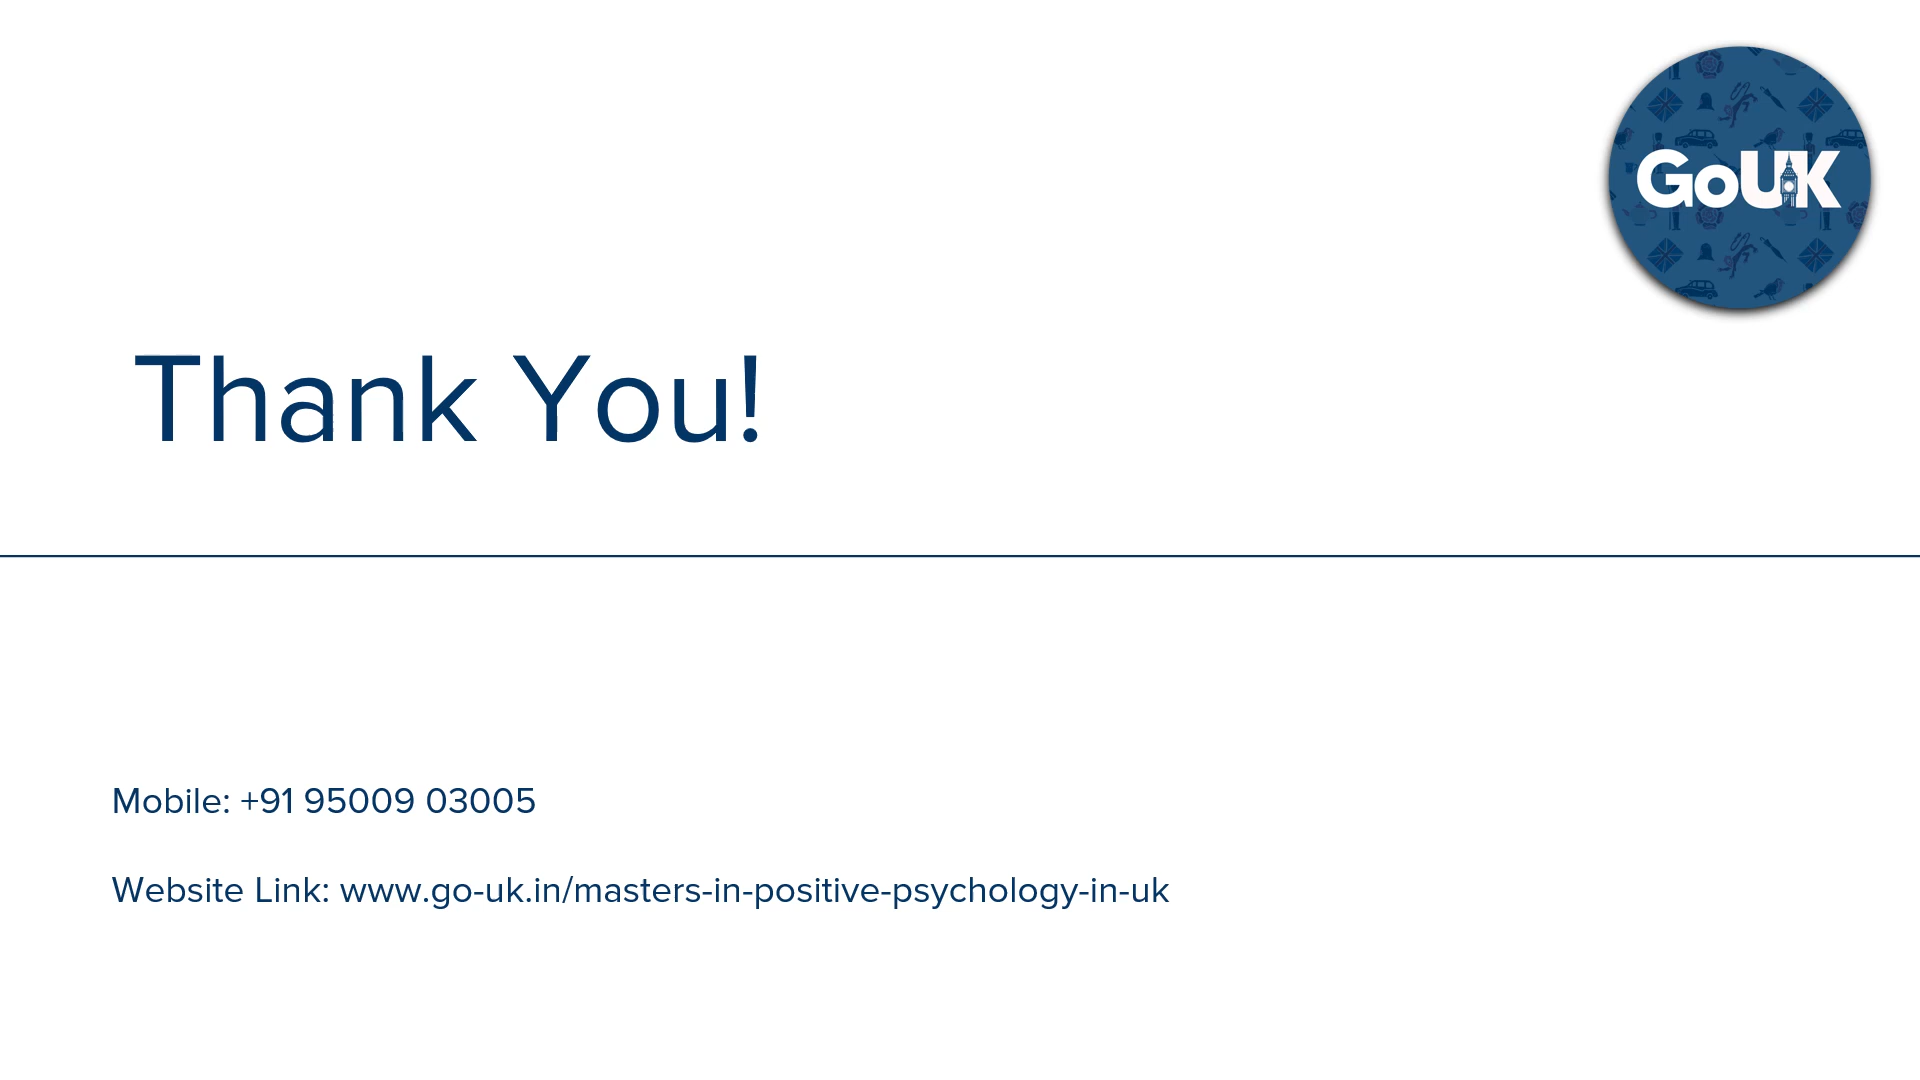 GoUK
Thank You!
Mobile: +91 95009 03005
Website Link: www.go-uk.in/masters-in-positive-psychology-in-uk